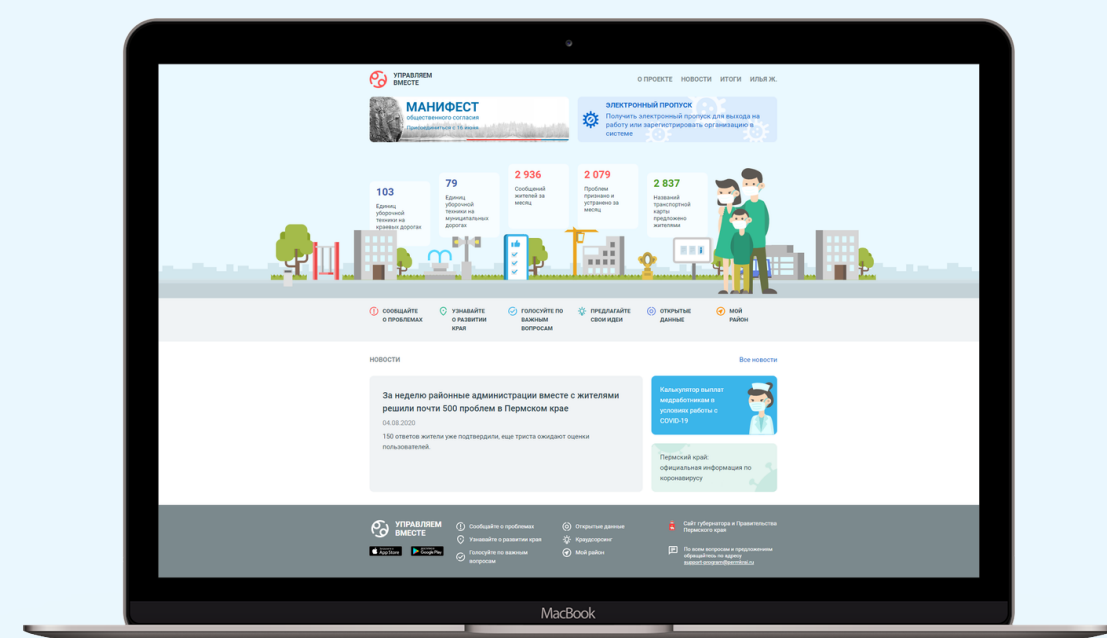 УПРАВЛЯЕМ
ВМЕСТЕ
О ПРОЕКТЕ НОВОСТИ ИТОГИ ИЛЬЯ Ж.
МАНИФЕСТ
общественного согласия
Присоединиться с 16 июня
ЭЛЕКТРОННЫЙ ПРОПУСК
Получить электронный пропуск для выхода на
работу или зарегистрировать организацию в
системе
103
Единиц
уборочной
техники на
краевых дорогах
79
Единиц
уборочной
техники на
муниципальных
дорогах
2 936
Сообщений
жителей за
месяц
2 079
Проблем
признано и
устранено за
месяц
2 837
Названий
транспортной
карты
предложено
жителями
СООБЩАЙТЕ
О ПРОБЛЕМАХ
УЗНАВАЙТЕ
О РАЗВИТИИ
КРАЯ
ГОЛОСУЙТЕ ПО
ВАЖНЫМ
ВОПРОСАМ
ПРЕДЛАГАЙТЕ
СВОИ ИДЕИ
ОТКРЫТЫЕ
ДАННЫЕ
МОЙ
РАЙОН
НОВОСТИ
Все новости
За неделю районные администрации вместе с жителями
решили почти 500 проблем в Пермском крае
04.08.2020
150 ответов жители уже подтвердили, еще триста ожидают оценки
пользователей.
Калькулятор выплат
медработникам в
условиях работы с
COVID-19
Пермский край:
официальная информация по
коронавирусу
УПРАВЛЯЕМ
ВМЕСТЕ
App Store
Google Play
Сообщайте о проблемах
Узнавайте о развитии края
Голосуйте по важным
вопросам
Открытые данные
Краудсорсинг
Мой район
Сайт губернатора и Правительства
Пермского края
По всем вопросам и предложениям
обращайтесь по адресу
support-program@permkrai.ru
MacBook